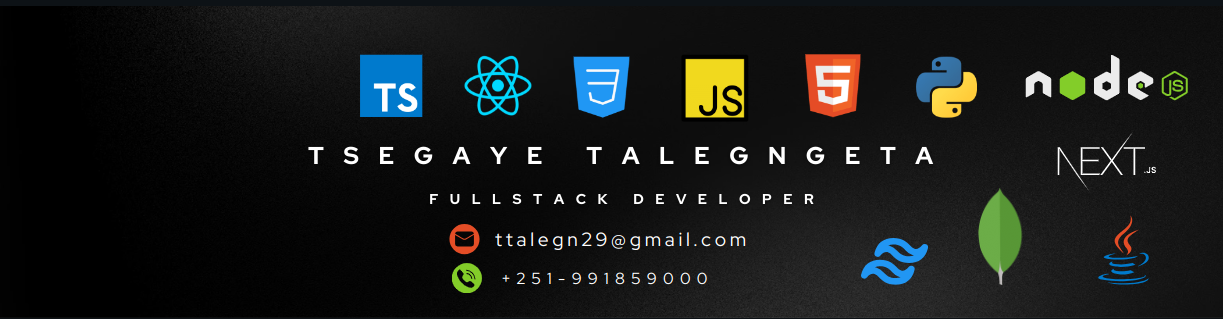 TS JS 5 node JS
TSEGAYE TALEGNGETA
NEXT.JS
FULLSTACK DEVELOPER
ttalegn29@gmail.com
+251-991859000